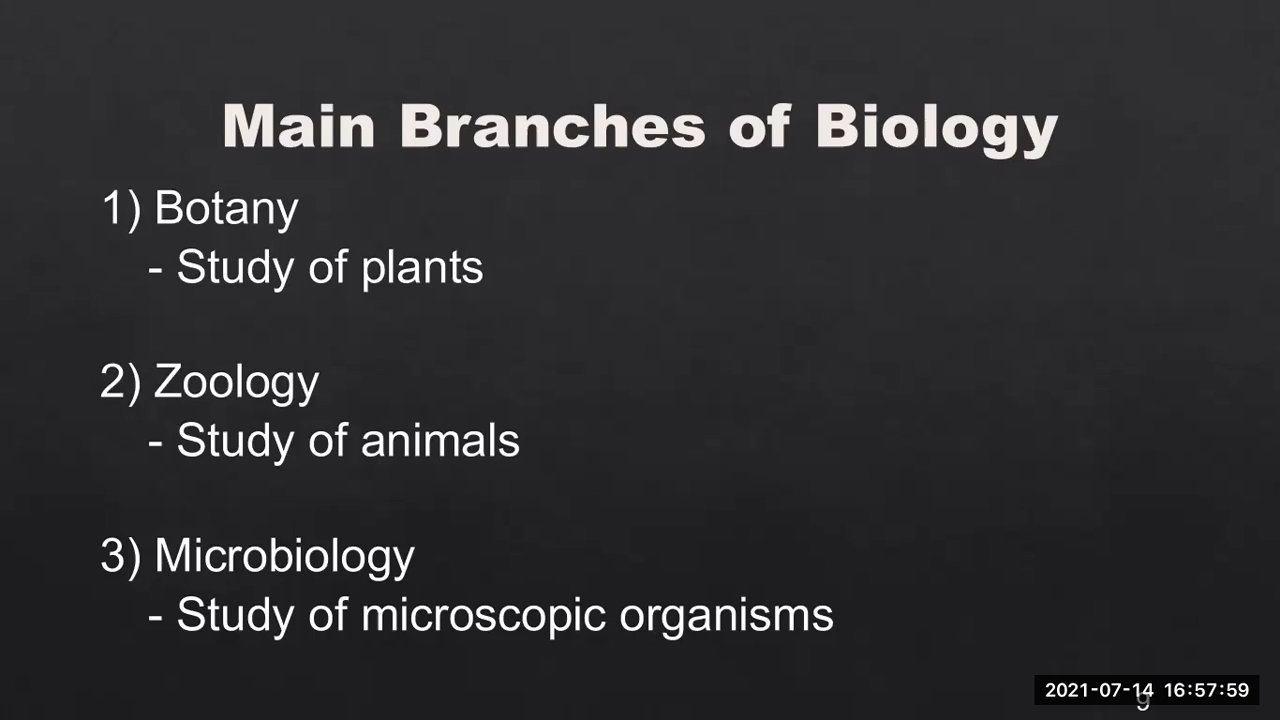 Main Branches of Biology
1) Botany
- Study of plants
2) Zoology
- Study of animals
3) Microbiology
- Study of microscopic organisms
2021-07-14 16:57:59
9